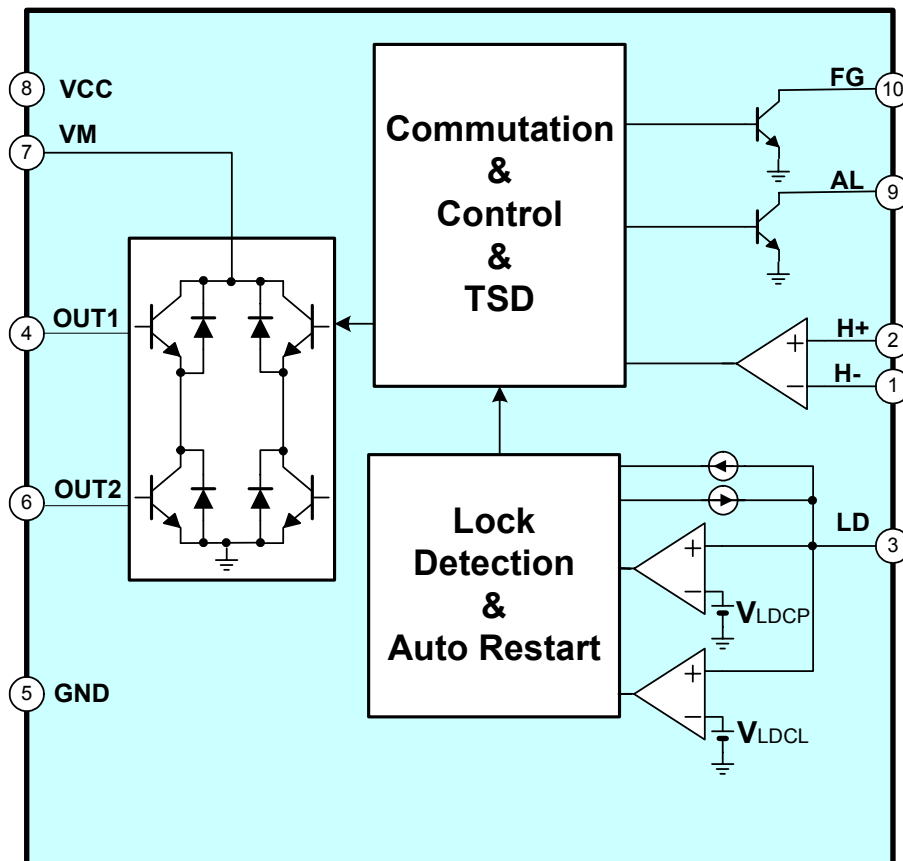 8 VCC
7 VM
4 OUT1
6 OUT2
5 GND
Commutation
&
Control
&
TSD
FG 10
AL 9
+ H+ 2
− H- 1
Lock
Detection
&
Auto Restart
LD 3
+
−
VLDCP
+
−
VLDCL